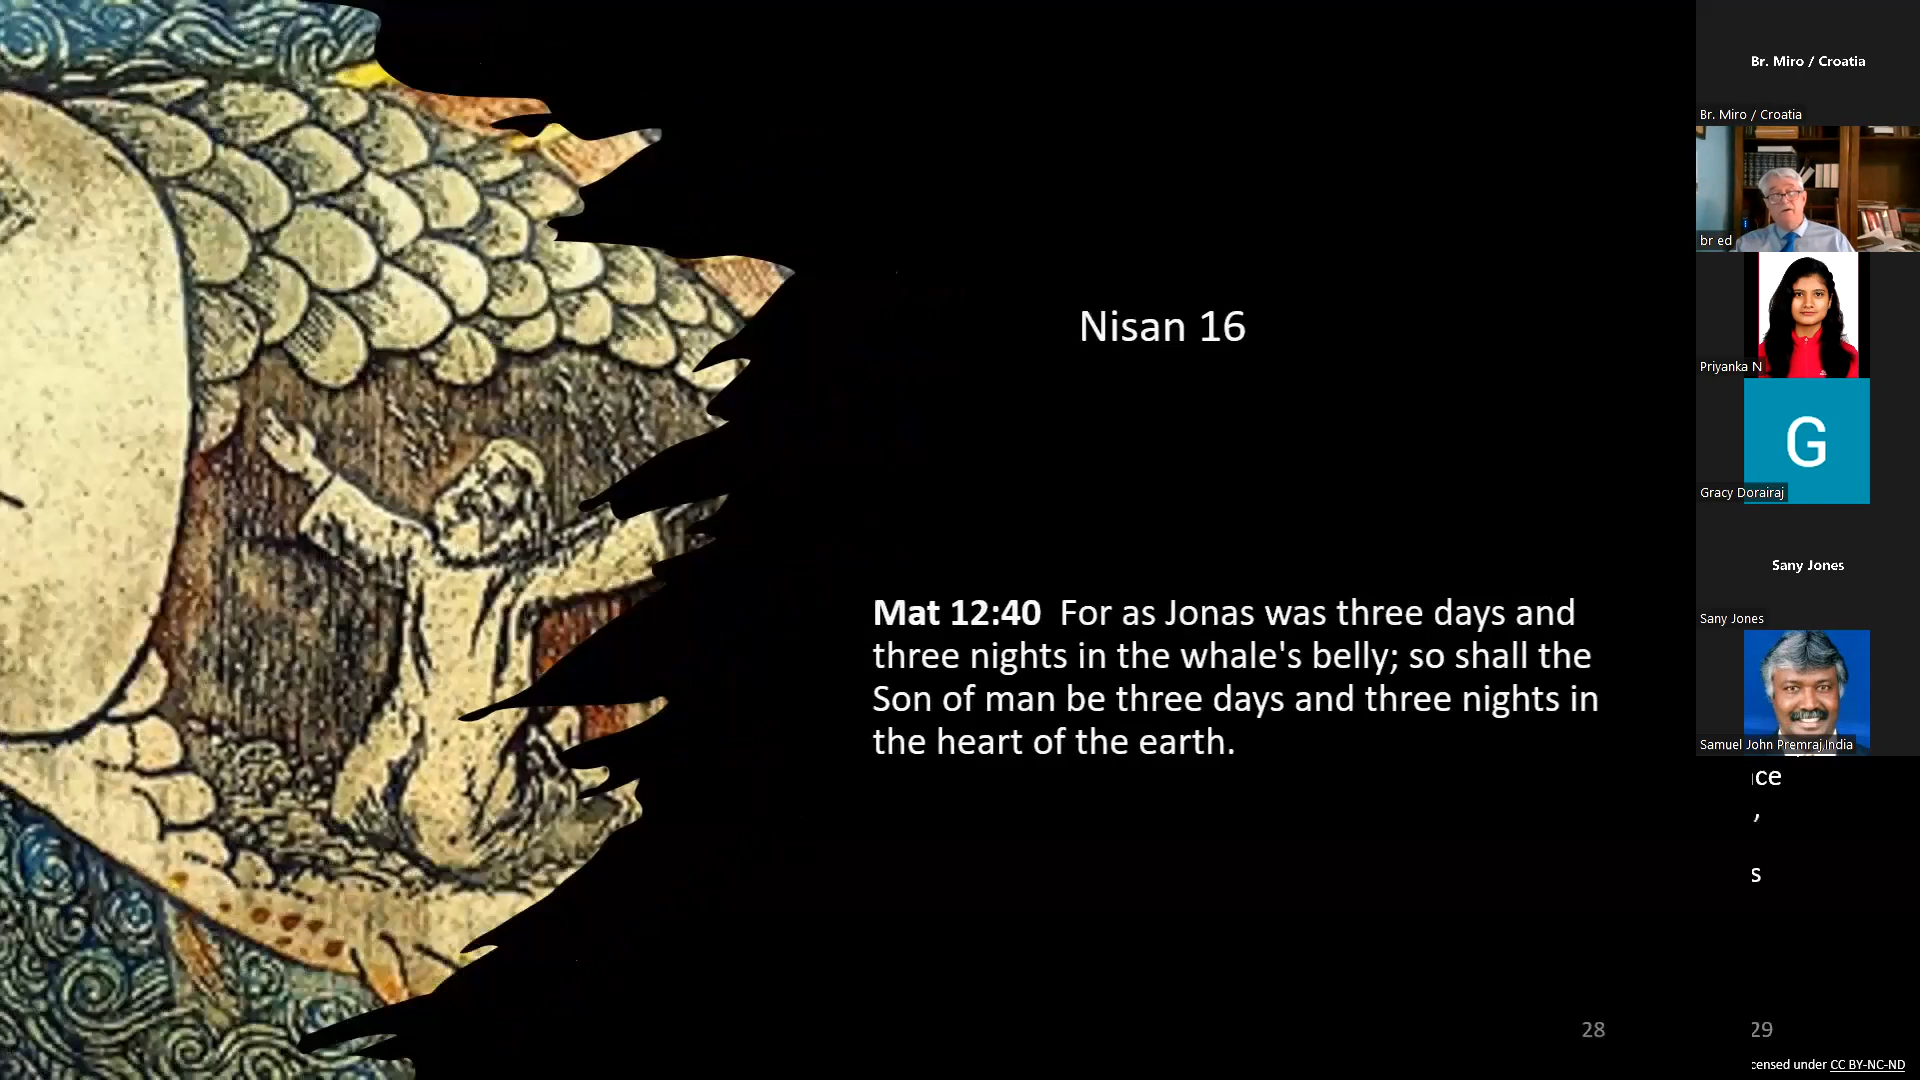 Nisan 16
Mat 12:40 For as Jonas was three days and
three nights in the whale's belly; so shall the
Son of man be three days and three nights in
the heart of the earth.
28
Br. Miro / Croatia
Br. Miro / Croatia
br ed
Priyanka N
G
Gracy Dorairaj
Sany Jones
Sany Jones
Samuel John Premraj,India
ce
,
s
29
censed under CC BY-NC-ND